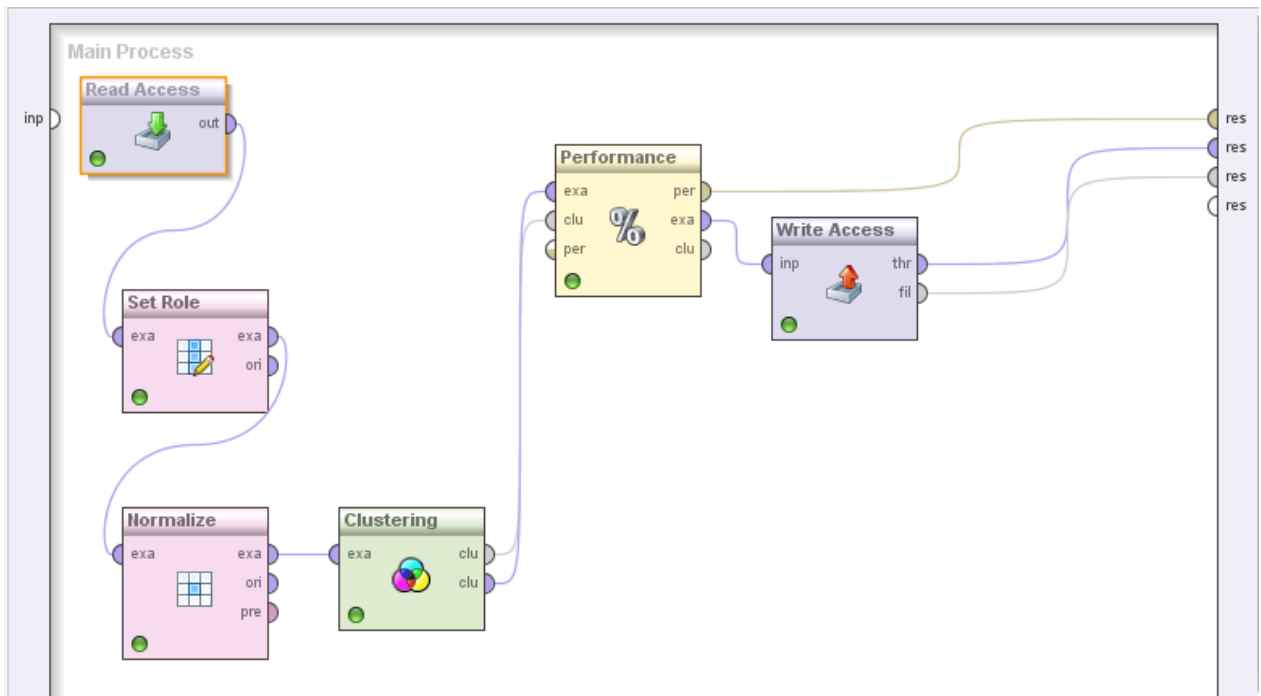 Main Process
Read Access
inp
out
res
res
res
res
Performance
exa
per
clu
exa
per
clu
Write Access
inp
thr
fil
Set Role
exa
exa
ori
Normalize
exa
exa
ori
pre
Clustering
exa
clu
clu